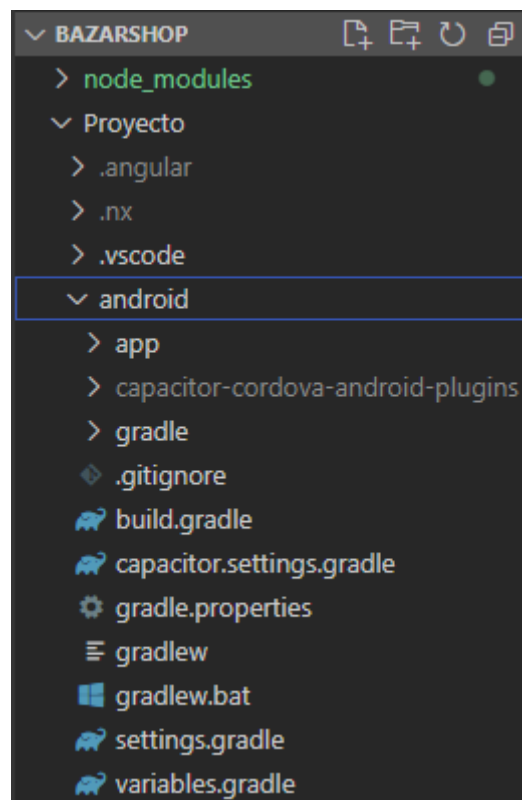 BAZARSHOP
node_modules
Proyecto
.angular
.nx
.vscode
android
app
capacitor-cordova-android-plugins
gradle
.gitignore
build.gradle
capacitor.settings.gradle
gradle.properties
gradlew
gradlew.bat
settings.gradle
variables.gradle